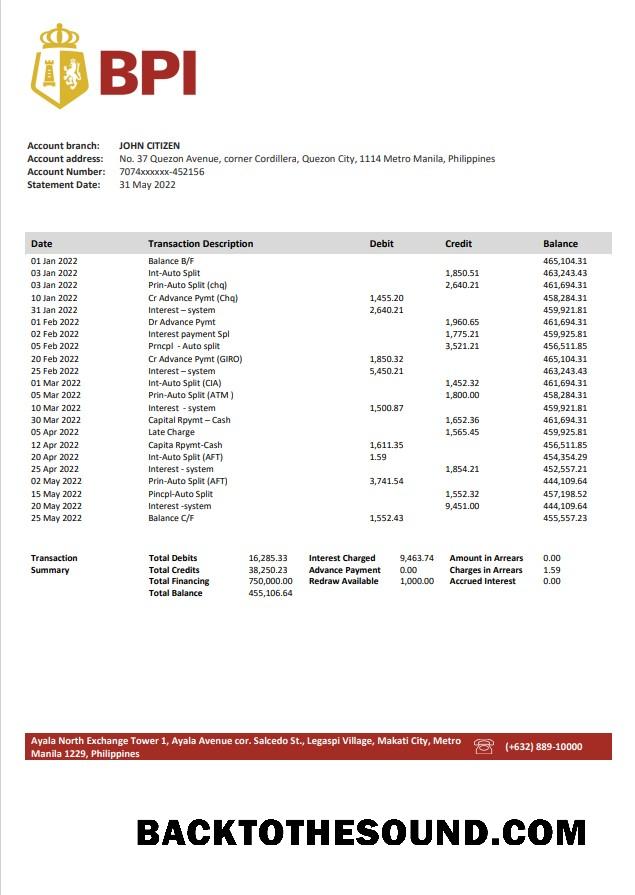 BPI
Account branch: JOHN CITIZEN
Account address: No. 37 Quezon Avenue, corner Cordillera, Quezon City, 1114 Metro Manila, Philippines
Account Number: 7074xxxxxx-452156
Statement Date: 31 May 2022
Date Transaction Description Debit Credit Balance
01 Jan 2022 Balance B/F 465,104.31
03 Jan 2022 Int-Auto Split 1,850.51 463,243.43
03 Jan 2022 Prin-Auto Split (chq) 2,640.21 461,694.31
10 Jan 2022 Cr Advance Pymt (Chq) 1,455.20 458,284.31
31 Jan 2022 Interest – system 2,640.21 459,921.81
01 Feb 2022 Dr Advance Pymt 1,960.65 461,694.31
02 Feb 2022 Interest payment Spl 1,775.21 459,925.81
05 Feb 2022 Prncpl - Auto split 3,521.21 456,511.85
20 Feb 2022 Cr Advance Pymt (GIRO) 1,850.32 465,104.31
25 Feb 2022 Interest – system 5,450.21 463,243.43
01 Mar 2022 Int-Auto Split (CIA) 1,452.32 461,694.31
05 Mar 2022 Prin-Auto Split (ATM ) 1,800.00 458,284.31
10 Mar 2022 Interest - system 1,500.87 459,921.81
30 Mar 2022 Capital Rpymt – Cash 1,652.36 461,694.31
05 Apr 2022 Late Charge 1,565.45 459,925.81
12 Apr 2022 Capita Rpymt-Cash 1,611.35 456,511.85
20 Apr 2022 Int-Auto Split (AFT) 1.59 454,354.29
25 Apr 2022 Interest - system 1,854.21 452,557.21
02 May 2022 Prin-Auto Split (AFT) 3,741.54 444,109.64
15 May 2022 Pincpl-Auto Split 1,552.32 457,198.52
20 May 2022 Interest -system 9,451.00 444,109.64
25 May 2022 Balance C/F 1,552.43 455,557.23
Transaction Total Debits 16,285.33 Interest Charged 9,463.74 Amount in Arrears 0.00
Summary Total Credits 38,250.23 Advance Payment 0.00 Charges in Arrears 1.59
Total Financing 750,000.00 Redraw Available 1,000.00 Accrued Interest 0.00
Total Balance 455,106.64
Ayala North Exchange Tower 1, Ayala Avenue cor. Salcedo St., Legaspi Village, Makati City, Metro
Manila 1229, Philippines
(+632) 889-10000
BACKTOTHESOUND.COM